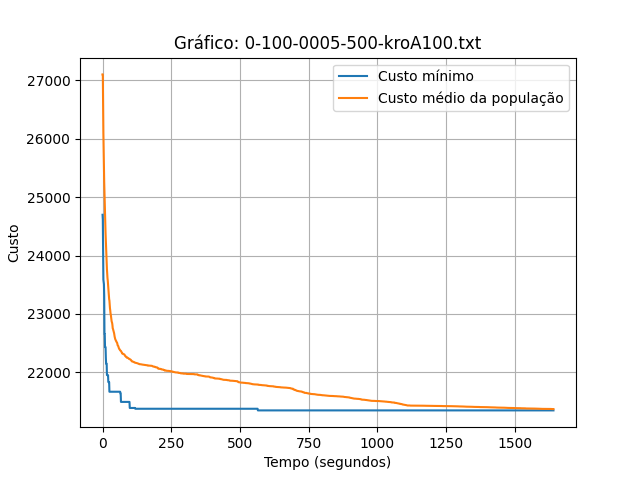 Gráfico: 0-100-0005-500-kroA100.txt
Custo mínimo
Custo médio da população
27000
26000
25000
24000
23000
22000
Custo
0 250 500 750 1000 1250 1500
Tempo (segundos)